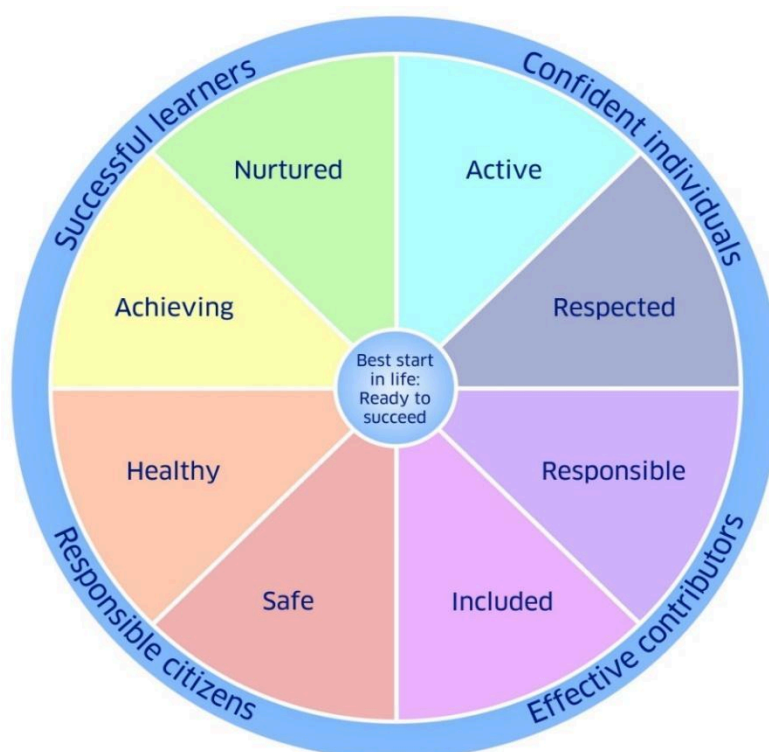 Successful learners
Confident individuals
Nurtured
Active
Achieving
Respected
Best start
in life:
Ready to
succeed
Healthy
Responsible
Safe
Included
Responsible citizens
Effective contributors